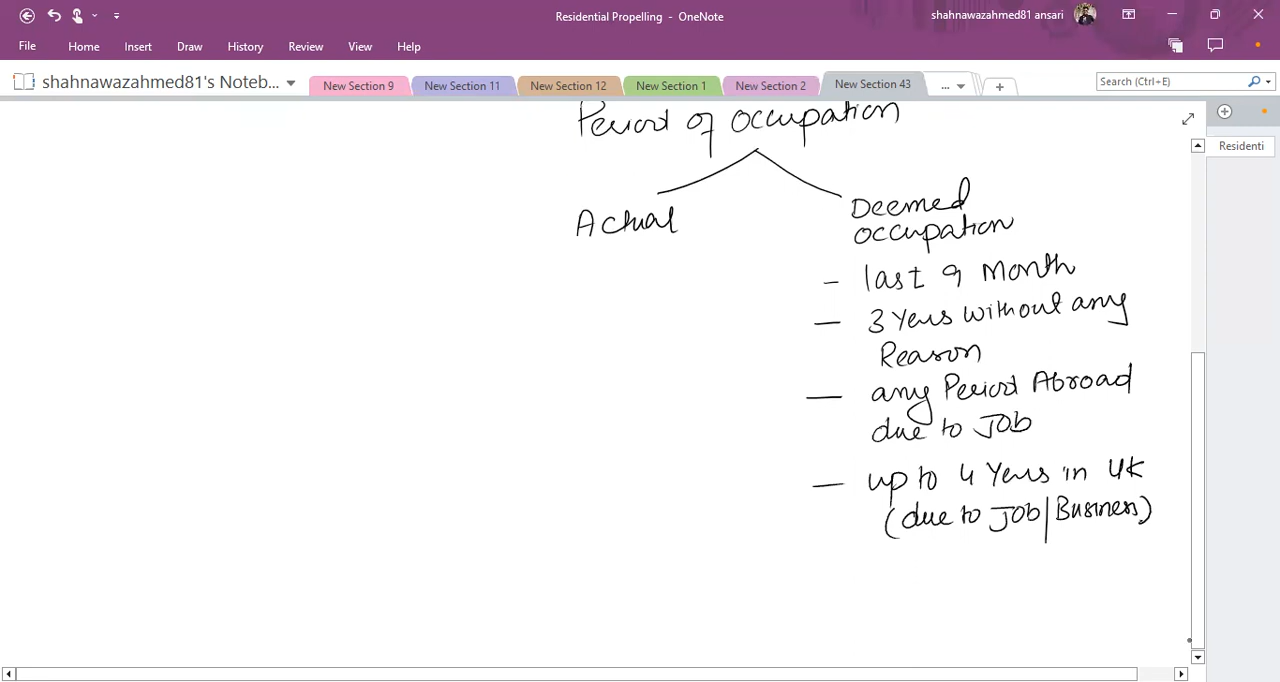 Residential Propelling - OneNote
shahnawazahmed81 ansari
File Home Insert Draw History Review View Help
shahnawazahmed81's Noteb... New Section 9 New Section 11 New Section 12 New Section 1 New Section 2 New Section 43 ... + Search (Ctrl+E)
Residenti
Period of occupation
Actual
Deemed
occupation
- last 9 Month
- 3 Years without any
Reason
- any Period Abroad
due to Job
- up to 4 Years in UK
(due to Job|Business)